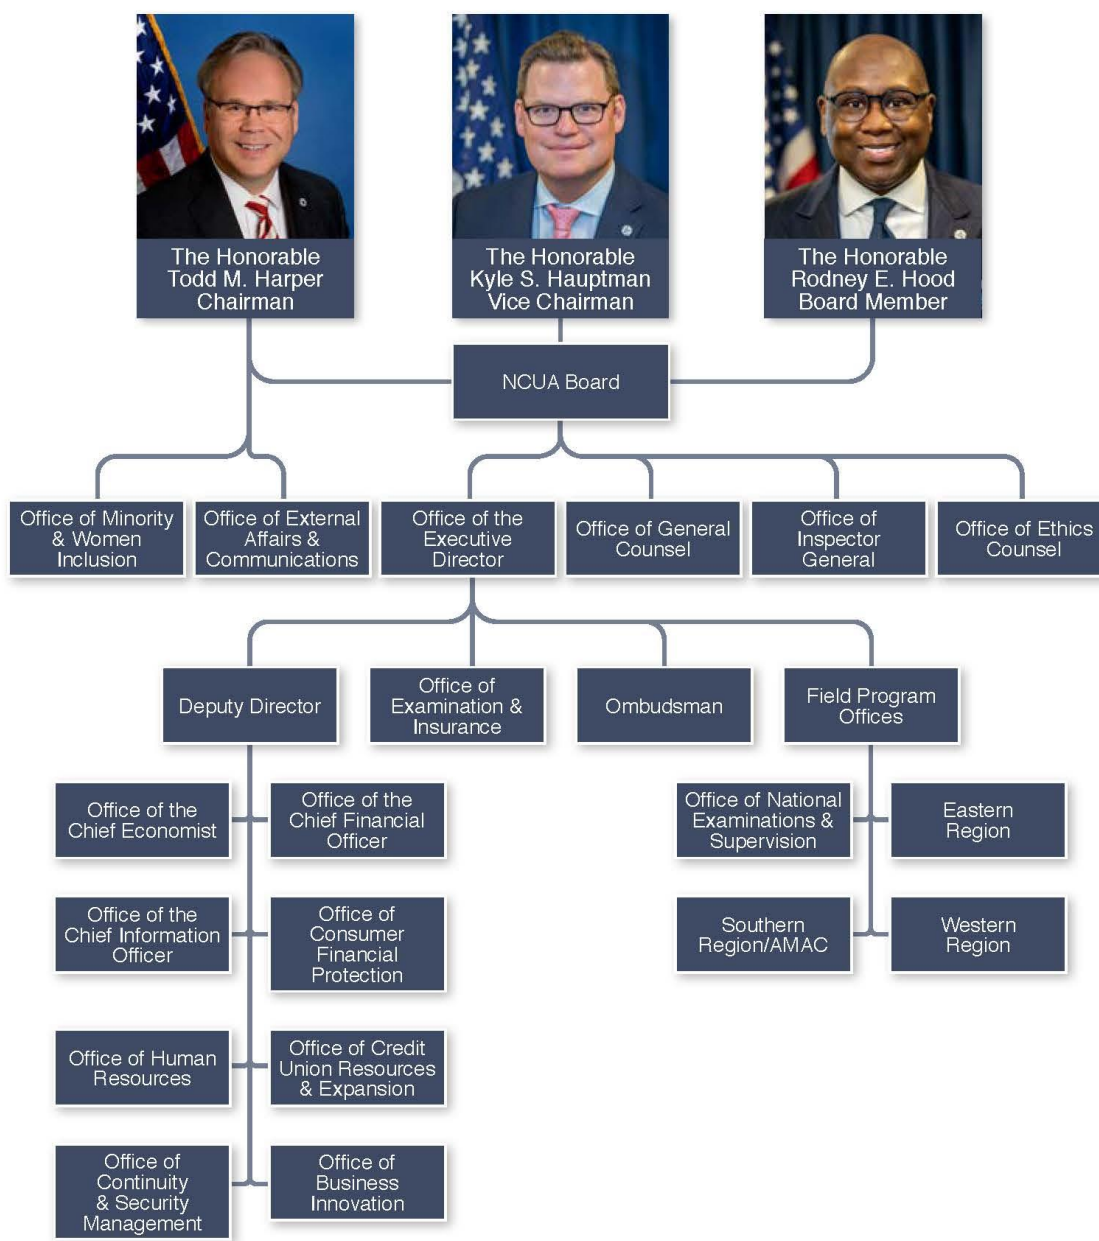 The Honorable
Todd M. Harper
Chairman
The Honorable
Kyle S. Hauptman
Vice Chairman
The Honorable
Rodney E. Hood
Board Member
NCUA Board
Office of Minority
& Women
Inclusion
Office of External
Affairs &
Communications
Office of the
Executive
Director
Office of General
Counsel
Office of
Inspector
General
Office of Ethics
Counsel
Deputy Director
Office of
Examination &
Insurance
Ombudsman
Field Program
Offices
Office of the
Chief Economist
Office of the
Chief Financial
Officer
Office of National
Examinations &
Supervision
Eastern
Region
Office of the
Chief Information
Officer
Office of
Consumer
Financial
Protection
Southern
Region/AMAC
Western
Region
Office of Human
Resources
Office of Credit
Union Resources
& Expansion
Office of
Continuity
& Security
Management
Office of
Business
Innovation